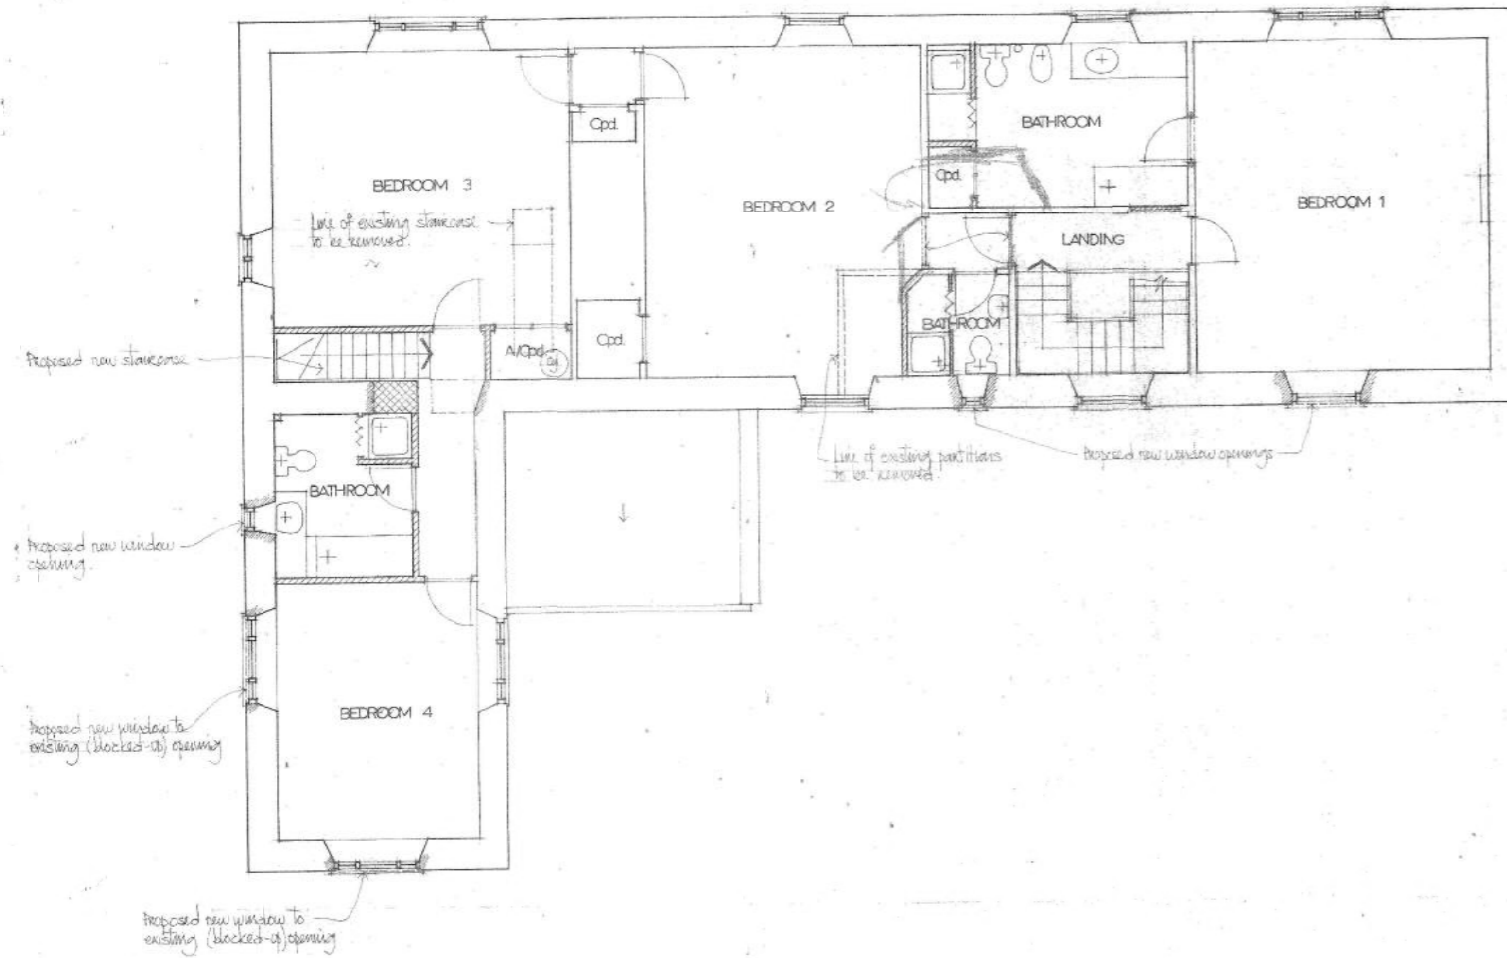 Cpd.
BATHROOM
BEDROOM 3
Cpd.
BEDROOM 2
BEDROOM 1
Line of existing staircase
to be removed.
LANDING
BATHROOM
Proposed new staircase
A/Cpd.
Cpd.
Line of existing partitions
to be removed.
Proposed new window openings
BATHROOM
Proposed new window
opening.
BEDROOM 4
Proposed new window to
existing (blocked-up) opening
Proposed new window to
existing (blocked-up) opening